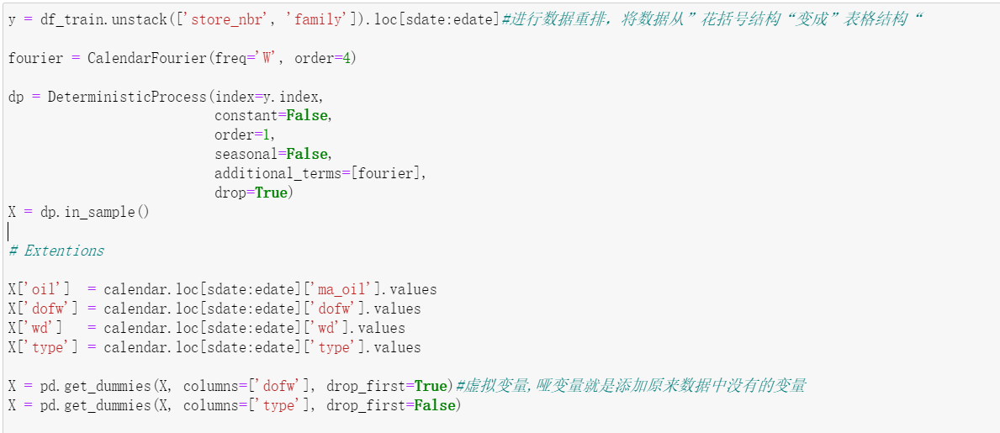 y = df_train.unstack(['store_nbr', 'family']).loc[sdate:edate]#进行数据重排，将数据从”花括号结构“变成”表格结构“
fourier = CalendarFourier(freq='W', order=4)
dp = DeterministicProcess(index=y.index,
constant=False,
order=1,
seasonal=False,
additional_terms=[fourier],
drop=True)
X = dp.in_sample()
# Extentions
X['oil']  = calendar.loc[sdate:edate]['ma_oil'].values
X['dofw'] = calendar.loc[sdate:edate]['dofw'].values
X['wd']   = calendar.loc[sdate:edate]['wd'].values
X['type'] = calendar.loc[sdate:edate]['type'].values
X = pd.get_dummies(X, columns=['dofw'], drop_first=True)#虚拟变量,哑变量就是添加原来数据中没有的变量
X = pd.get_dummies(X, columns=['type'], drop_first=False)